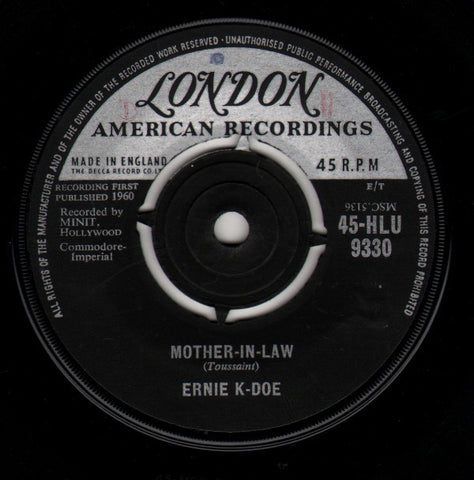 ALL RIGHTS OF THE MANUFACTURER AND OF THE OWNER OF THE RECORDED WORK RESERVED · UNAUTHORISED PUBLIC PERFORMANCE BROADCASTING AND COPYING OF THIS RECORD PROHIBITED
LONDON
AMERICAN RECORDINGS
MADE IN ENGLAND
THE DECCA RECORD CO. LTD
45 R.P.M
RECORDING FIRST
PUBLISHED 1960
E/T
MSC. 5136
Recorded by
MINIT,
HOLLYWOOD
Commodore-
Imperial
45-HLU
9330
MOTHER-IN-LAW
(Toussaint)
ERNIE K-DOE